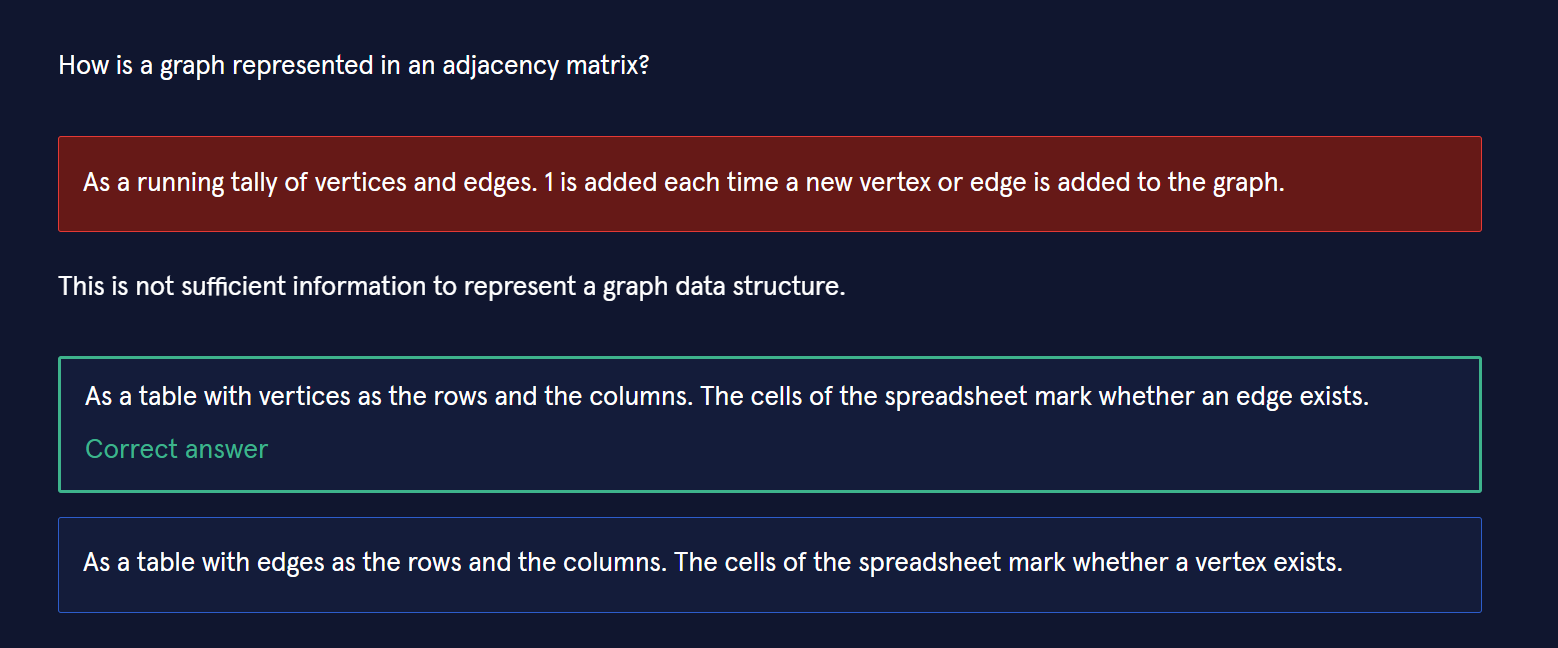 How is a graph represented in an adjacency matrix?
As a running tally of vertices and edges. 1 is added each time a new vertex or edge is added to the graph.
This is not sufficient information to represent a graph data structure.
As a table with vertices as the rows and the columns. The cells of the spreadsheet mark whether an edge exists.
Correct answer
As a table with edges as the rows and the columns. The cells of the spreadsheet mark whether a vertex exists.